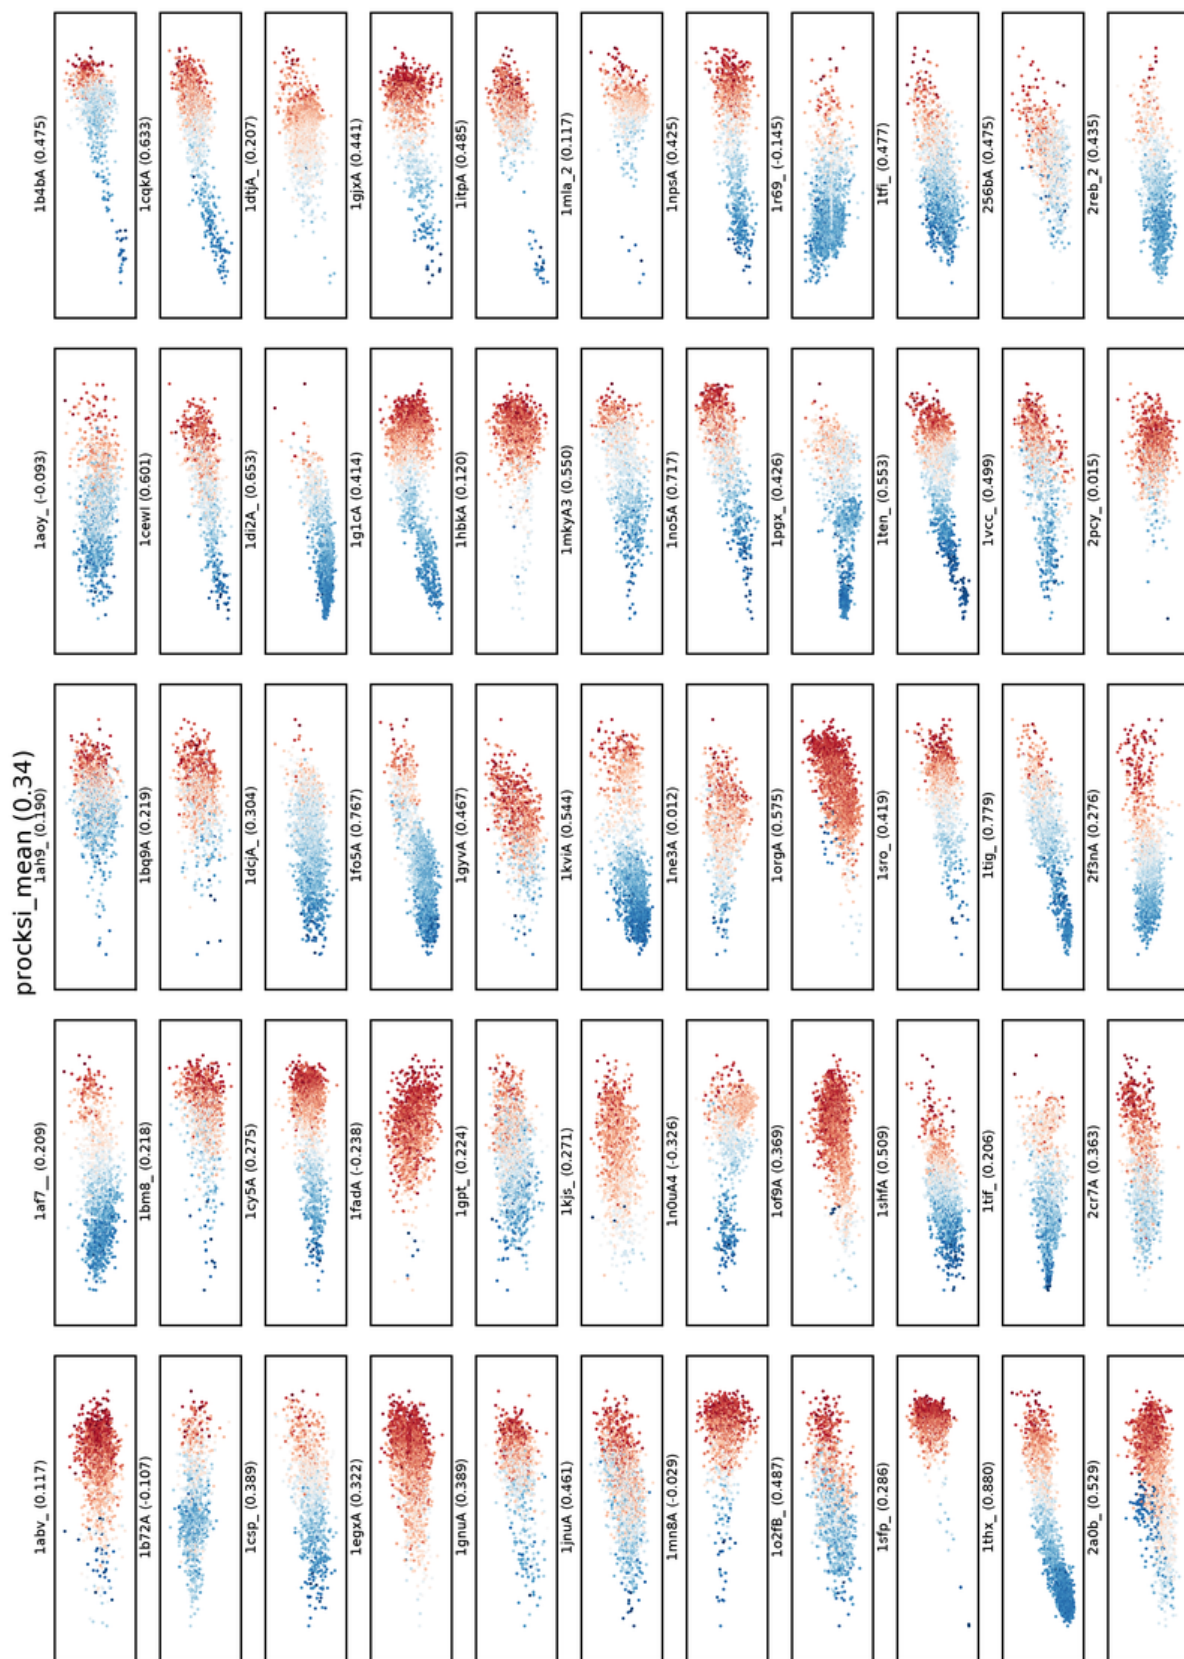 procksi_mean (0.34)
1abv_ (0.117)
1af7__ (0.209)
1ah9_ (0.190)
1aoy_ (-0.093)
1b4bA (0.475)
1b72A (-0.107)
1bm8_ (0.218)
1bq9A (0.219)
1cewI (0.601)
1cqkA (0.633)
1csp_ (0.389)
1cy5A (0.275)
1dcjA_ (0.304)
1di2A_ (0.653)
1dtjA_ (0.207)
1egxA (0.322)
1fadA (-0.238)
1fo5A (0.767)
1g1cA (0.414)
1gjxA (0.441)
1gnuA (0.389)
1gpt_ (0.224)
1gyvA (0.467)
1hbkA (0.120)
1itpA (0.485)
1jnuA (0.461)
1kjs_ (0.271)
1kviA (0.544)
1mkyA3 (0.550)
1mla_2 (0.117)
1mn8A (-0.029)
1n0uA4 (-0.326)
1ne3A (0.012)
1no5A (0.717)
1npsA (0.425)
1o2fB_ (0.487)
1of9A (0.369)
1orgA (0.575)
1pgx_ (0.426)
1r69_ (-0.145)
1sfp_ (0.286)
1shfA (0.509)
1sro_ (0.419)
1ten_ (0.553)
1tfi_ (0.477)
1thx_ (0.880)
1tif_ (0.206)
1tig_ (0.779)
1vcc_ (0.499)
256bA (0.475)
2a0b_ (0.529)
2cr7A (0.363)
2f3nA (0.276)
2pcy_ (0.015)
2reb_2 (0.435)